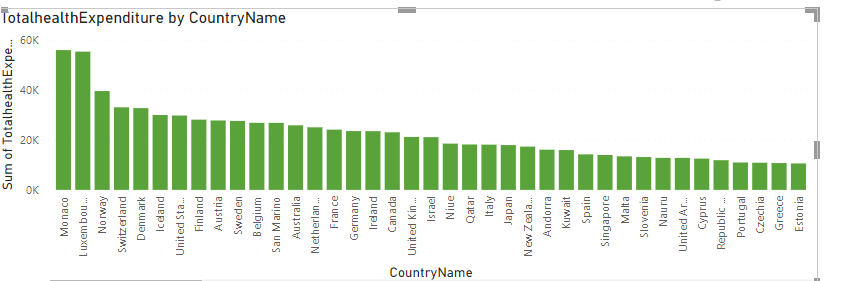 TotalhealthExpenditure by CountryName
Sum of TotalhealthExpe...
60K
40K
20K
0K
Monaco
Luxembou...
Norway
Switzerland
Denmark
Iceland
United Sta...
Finland
Austria
Sweden
Belgium
San Marino
Australia
Netherlan...
France
Germany
Ireland
Canada
United Kin...
Israel
Niue
Qatar
Italy
Japan
New Zeala...
Andorra
Kuwait
Spain
Singapore
Malta
Slovenia
Nauru
United Ar...
Cyprus
Republic ...
Portugal
Czechia
Greece
Estonia
CountryName